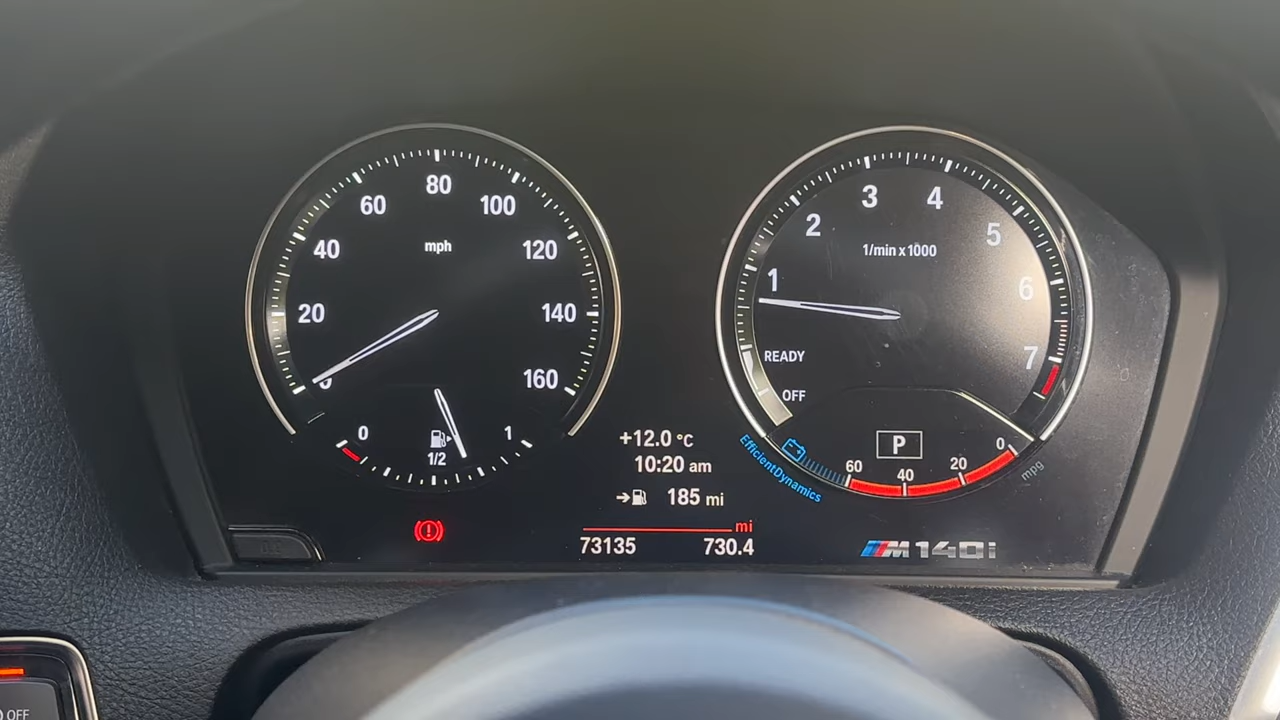 80
60
100
40
mph
120
20
140
160
0
1
1/2
3
4
2
5
1/min x 1000
1
6
READY
7
OFF
P
60
40
20
0
mpg
EfficientDynamics
+12.0 °C
10:20 am
185 mi
mi
73135 730.4
M140i
OFF